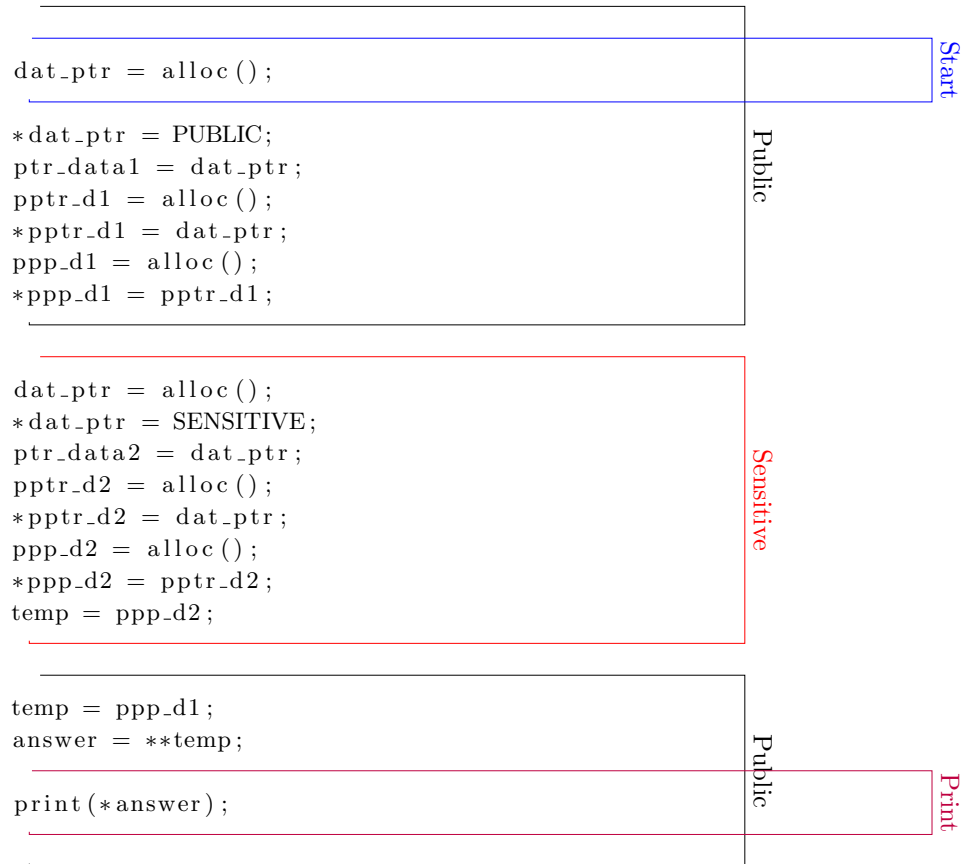 dat_ptr = alloc();
Start
*dat_ptr = PUBLIC;
ptr_data1 = dat_ptr;
pptr_d1 = alloc();
*pptr_d1 = dat_ptr;
ppp_d1 = alloc();
*ppp_d1 = pptr_d1;
Public
dat_ptr = alloc();
*dat_ptr = SENSITIVE;
ptr_data2 = dat_ptr;
pptr_d2 = alloc();
*pptr_d2 = dat_ptr;
ppp_d2 = alloc();
*ppp_d2 = pptr_d2;
temp = ppp_d2;
Sensitive
temp = ppp_d1;
answer = **temp;
Public
print(*answer);
Print